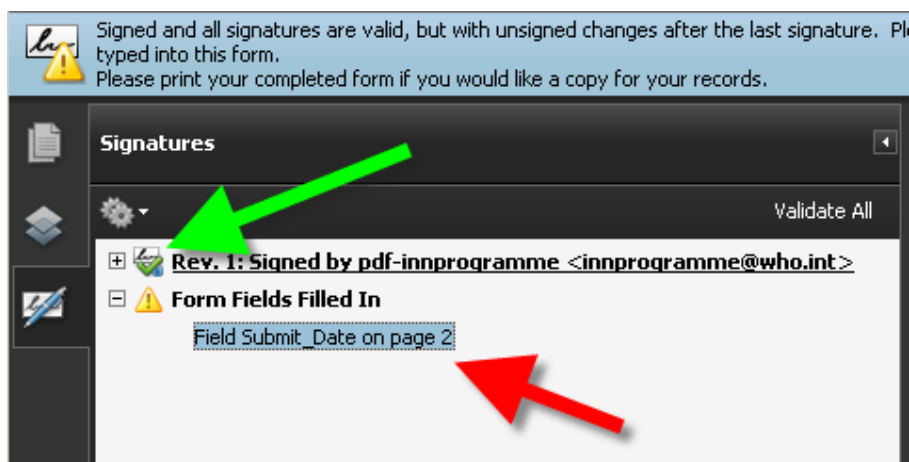 Signed and all signatures are valid, but with unsigned changes after the last signature.
typed into this form.
Please print your completed form if you would like a copy for your records.
Signatures
Validate All
Rev. 1: Signed by pdf-innprogramme <innprogramme@who.int>
Form Fields Filled In
Field Submit_Date on page 2